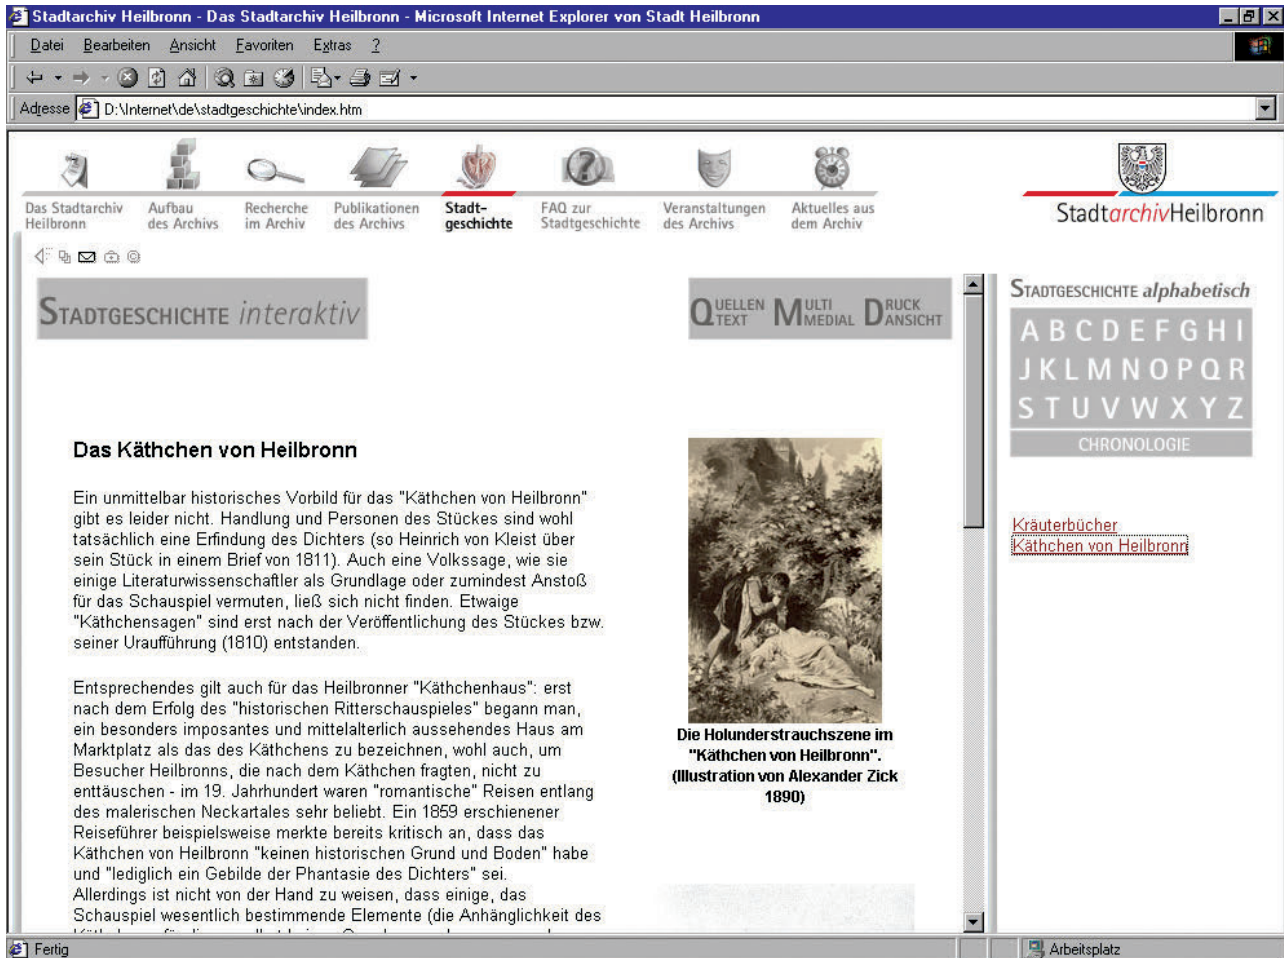 Stadtarchiv Heilbronn - Das Stadtarchiv Heilbronn - Microsoft Internet Explorer von Stadt Heilbronn
Datei Bearbeiten Ansicht Favoriten Extras ?
Adresse D:\Internet\de\stadtgeschichte\index.htm
Das Stadtarchiv
Heilbronn
Aufbau
des Archivs
Recherche
im Archiv
Publikationen
des Archivs
Stadt-
geschichte
FAQ zur
Stadtgeschichte
Veranstaltungen
des Archivs
Aktuelles aus
dem Archiv
StadtarchivHeilbronn
STADTGESCHICHTE interaktiv
QUELLEN
TEXT
MULTI
MEDIAL
DRUCK
ANSICHT
Das Käthchen von Heilbronn
Ein unmittelbar historisches Vorbild für das "Käthchen von Heilbronn"
gibt es leider nicht. Handlung und Personen des Stückes sind wohl
tatsächlich eine Erfindung des Dichters (so Heinrich von Kleist über
sein Stück in einem Brief von 1811). Auch eine Volkssage, wie sie
einige Literaturwissenschaftler als Grundlage oder zumindest Anstoß
für das Schauspiel vermuten, ließ sich nicht finden. Etwaige
"Käthchensagen" sind erst nach der Veröffentlichung des Stückes bzw.
seiner Uraufführung (1810) entstanden.
Entsprechendes gilt auch für das Heilbronner "Käthchenhaus": erst
nach dem Erfolg des "historischen Ritterschauspieles" begann man,
ein besonders imposantes und mittelalterlich aussehendes Haus am
Marktplatz als das des Käthchens zu bezeichnen, wohl auch, um
Besucher Heilbronns, die nach dem Käthchen fragten, nicht zu
enttäuschen - im 19. Jahrhundert waren "romantische" Reisen entlang
des malerischen Neckartales sehr beliebt. Ein 1859 erschienener
Reiseführer beispielsweise merkte bereits kritisch an, dass das
Käthchen von Heilbronn "keinen historischen Grund und Boden" habe
und "lediglich ein Gebilde der Phantasie des Dichters" sei.
Allerdings ist nicht von der Hand zu weisen, dass einige, das
Schauspiel wesentlich bestimmende Elemente (die Anhänglichkeit des
Die Holunderstrauchszene im
"Käthchen von Heilbronn".
(Illustration von Alexander Zick
1890)
STADTGESCHICHTE alphabetisch
A B C D E F G H I
J K L M N O P Q R
S T U V W X Y Z
CHRONOLOGIE
Kräuterbücher
Käthchen von Heilbronn
Fertig
Arbeitsplatz